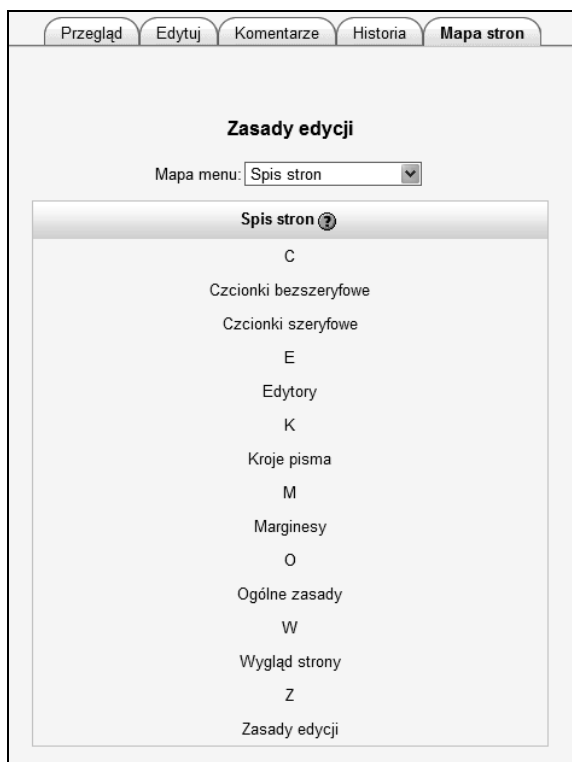 Przegląd Edytuj Komentarze Historia Mapa stron
Zasady edycji
Mapa menu: Spis stron
Spis stron ?
C
Czcionki bezszeryfowe
Czcionki szeryfowe
E
Edytory
K
Kroje pisma
M
Marginesy
O
Ogólne zasady
W
Wygląd strony
Z
Zasady edycji